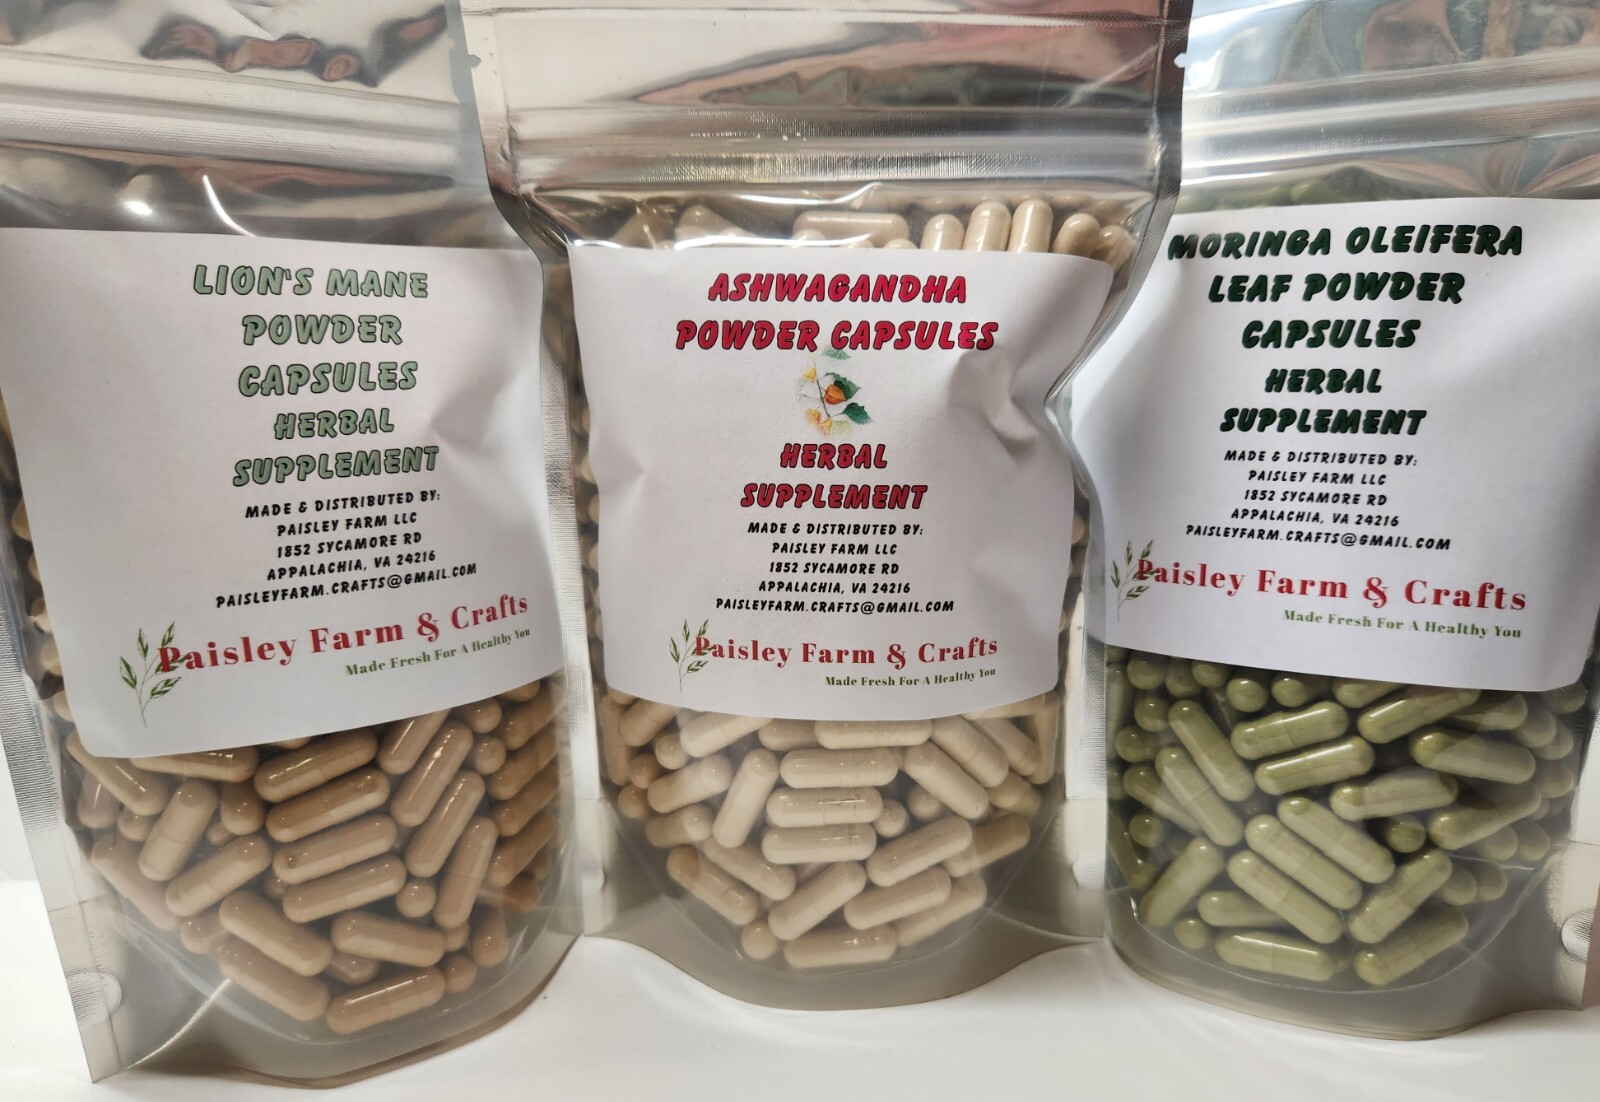 LION'S MANE
POWDER
CAPSULES
HERBAL
SUPPLEMENT
MADE & DISTRIBUTED BY:
PAISLEY FARM LLC
1852 SYCAMORE RD
APPALACHIA, VA 24216
PAISLEYFARM.CRAFTS@GMAIL.COM
Paisley Farm & Crafts
Made Fresh For A Healthy You
ASHWAGANDHA
POWDER CAPSULES
HERBAL
SUPPLEMENT
MADE & DISTRIBUTED BY:
PAISLEY FARM LLC
1852 SYCAMORE RD
APPALACHIA, VA 24216
PAISLEYFARM.CRAFTS@GMAIL.COM
Paisley Farm & Crafts
Made Fresh For A Healthy You
MORINGA OLEIFERA
LEAF POWDER
CAPSULES
HERBAL
SUPPLEMENT
MADE & DISTRIBUTED BY:
PAISLEY FARM LLC
1852 SYCAMORE RD
APPALACHIA, VA 24216
PAISLEYFARM.CRAFTS@GMAIL.COM
Paisley Farm & Crafts
Made Fresh For A Healthy You